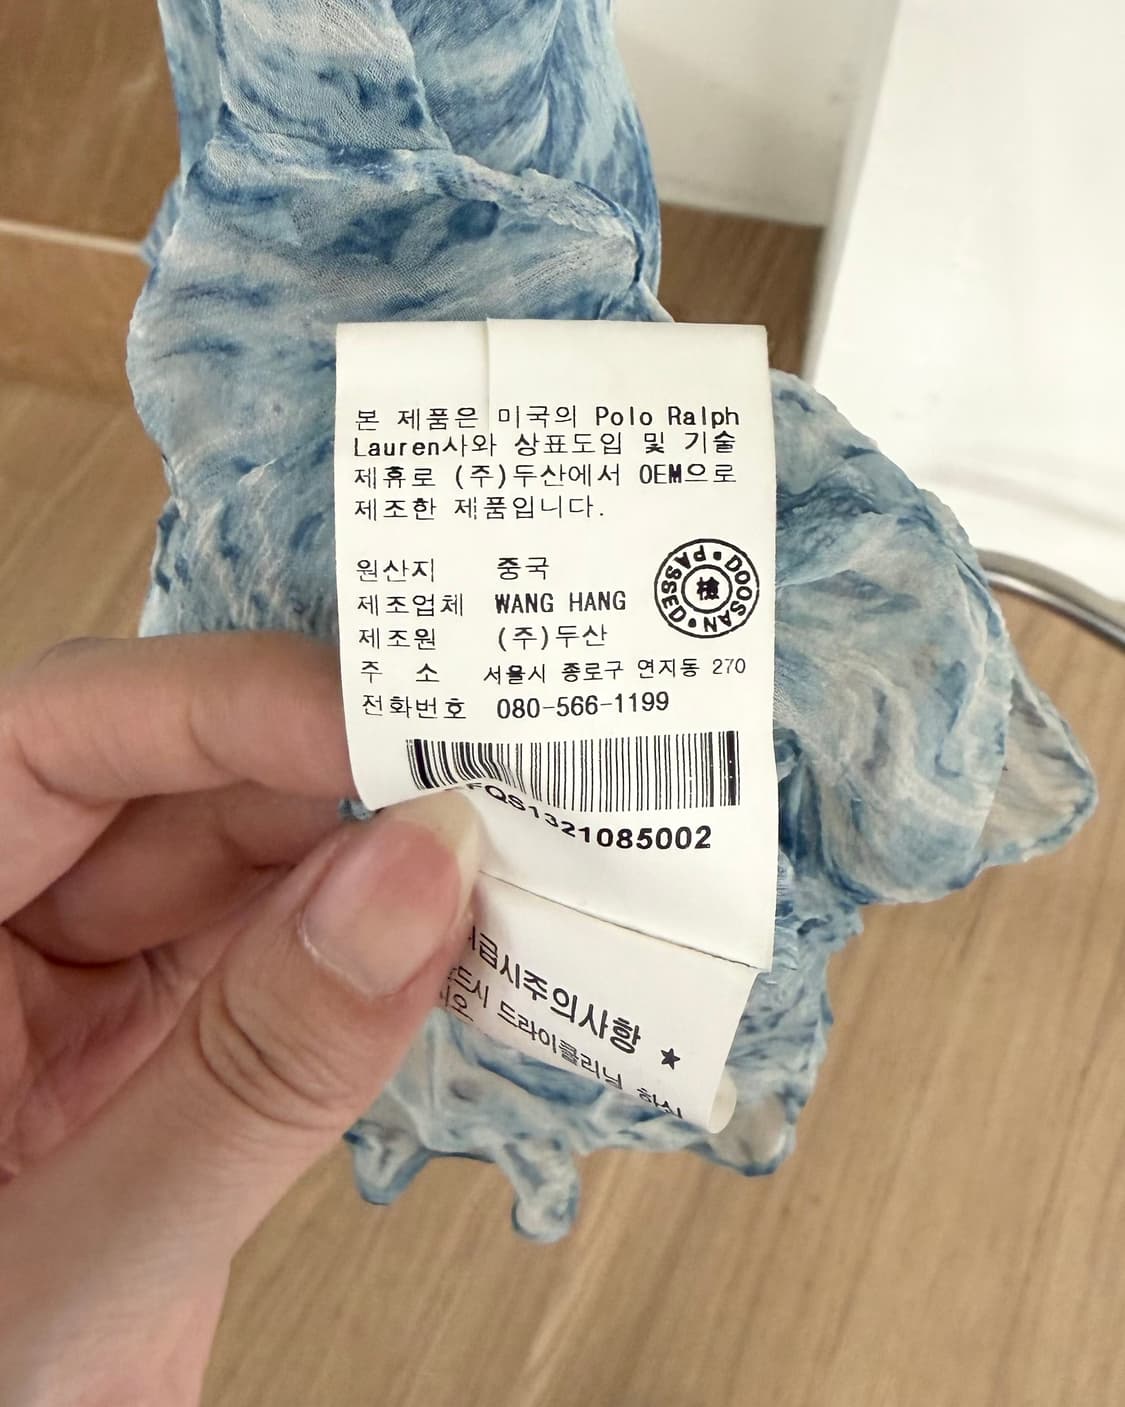 본 제품은 미국의 Polo Ralph
Lauren사와 상표도입 및 기술
제휴로 (주)두산에서 OEM으로
제조한 제품입니다.
원산지 중국
제조업체 WANG HANG
제조원 (주)두산
주 소 서울시 종로구 연지동 270
전화번호 080-566-1199
DOOSAN • PASSED •
檢
FQS1321085002
취급시주의사항 ★
반드시 드라이클리닝 하십
시오.